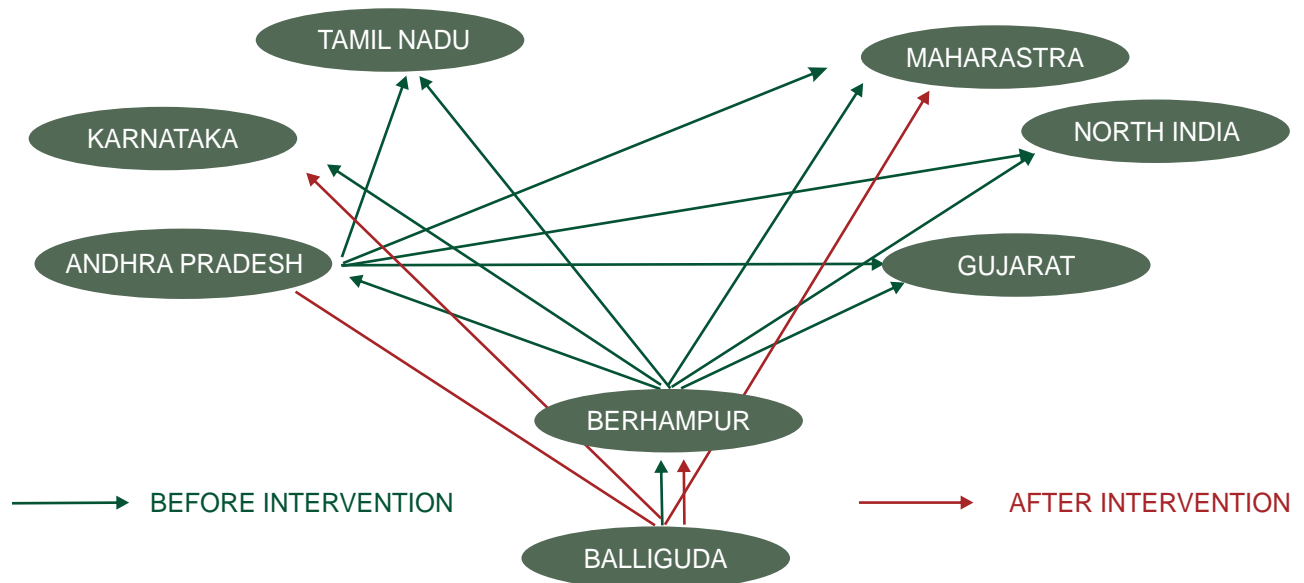 TAMIL NADU
MAHARASTRA
KARNATAKA
NORTH INDIA
ANDHRA PRADESH
GUJARAT
BERHAMPUR
BEFORE INTERVENTION
AFTER INTERVENTION
BALLIGUDA